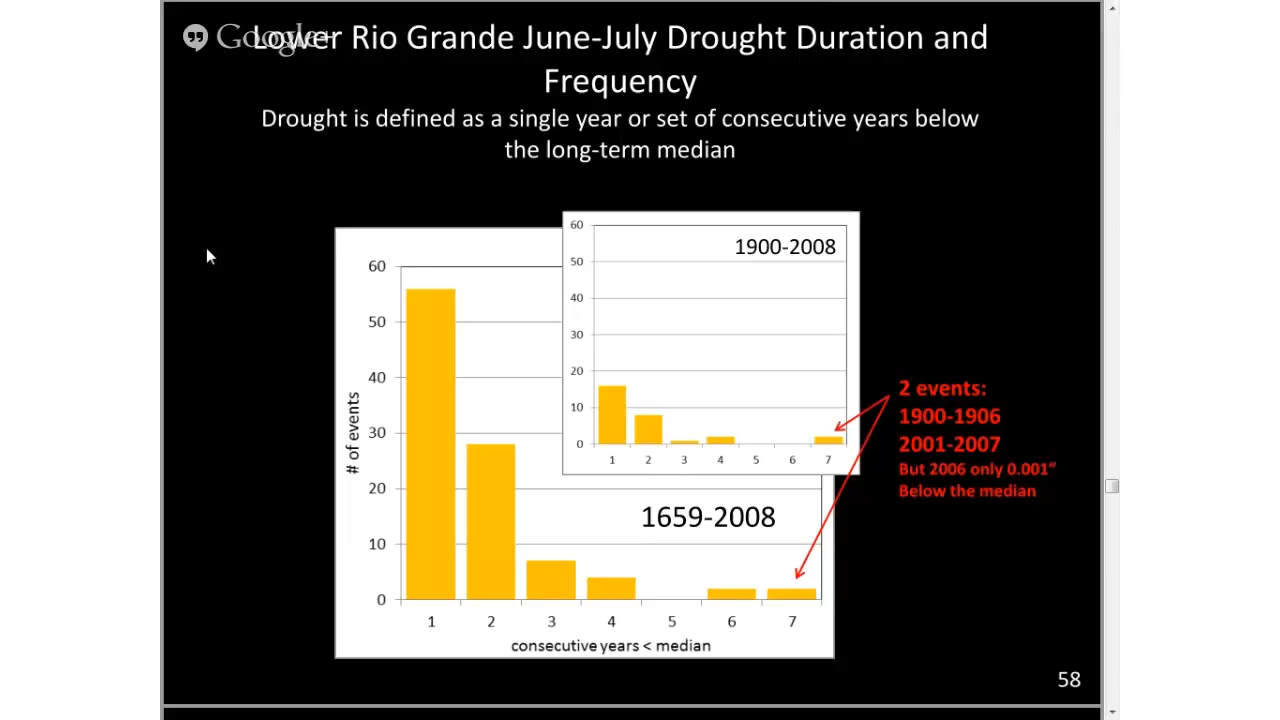 Google+
Lower Rio Grande June-July Drought Duration and
Frequency
Drought is defined as a single year or set of consecutive years below
the long-term median
60
50
40
30
20
10
0
# of events
1 2 3 4 5 6 7
consecutive years < median
1659-2008
60
50
40
30
20
10
0
1 2 3 4 5 6 7
1900-2008
2 events:
1900-1906
2001-2007
But 2006 only 0.001”
Below the median
58